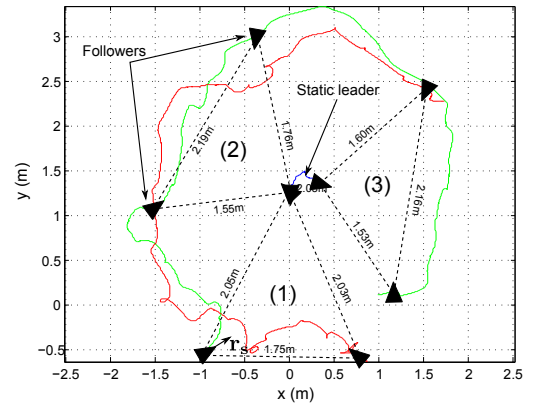 3
2.5
2
1.5
1
0.5
0
−0.5
y (m)
Followers
Static leader
(2)
(3)
(1)
2.19m
1.76m
1.60m
2.16m
1.55m
1.53m
2.05m
2.03m
1.75m
r_s
−2.5 −2 −1.5 −1 −0.5 0 0.5 1 1.5 2 2.5
x (m)